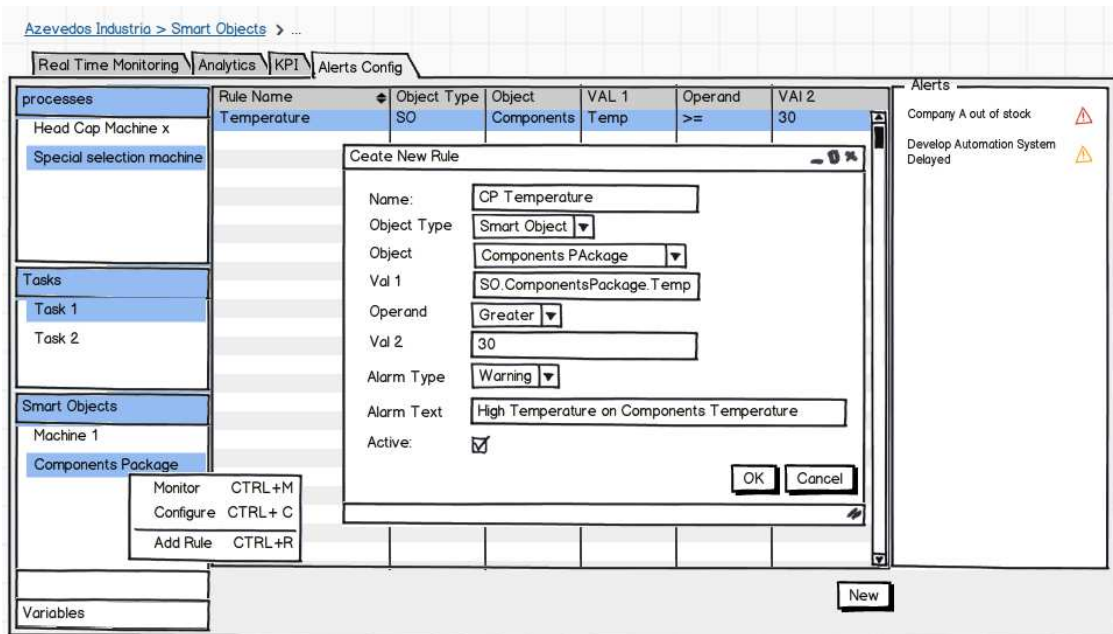 Azevedos Industria > Smart Objects > ...
Real Time Monitoring Analytics KPI Alerts Config
processes
Head Cap Machine x
Special selection machine
Tasks
Task 1
Task 2
Smart Objects
Machine 1
Components Package
Monitor CTRL+M
Configure CTRL+ C
Add Rule CTRL+R
Variables
Rule Name Object Type Object VAL 1 Operand VAl 2
Temperature SO Components Temp >= 30
Ceate New Rule
Name: CP Temperature
Object Type Smart Object
Object Components PAckage
Val 1 SO.ComponentsPackage.Temp
Operand Greater
Val 2 30
Alarm Type Warning
Alarm Text High Temperature on Components Temperature
Active:
OK Cancel
New
Alerts
Company A out of stock
Develop Automation System
Delayed